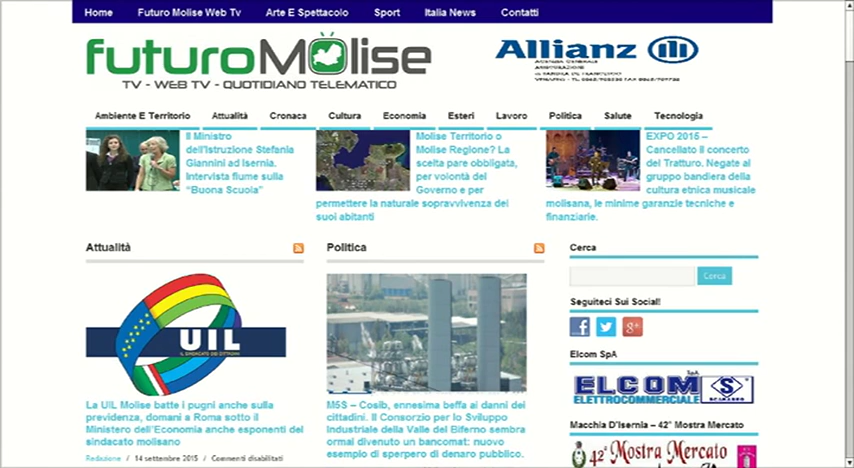 Home Futuro Molise Web Tv Arte E Spettacolo Sport Italia News Contatti
futuroMolise
TV - WEB TV - QUOTIDIANO TELEMATICO
Allianz
Ambiente E Territorio Attualità Cronaca Cultura Economia Esteri Lavoro Politica Salute Tecnologia
Il Ministro
dell'Istruzione Stefania
Giannini ad Isernia.
Intervista fiume sulla
"Buona Scuola"
Molise Territorio o
Molise Regione? La
scelta pare obbligata,
per volontà del
Governo e per
permettere la naturale sopravvivenza dei
suoi abitanti
EXPO 2015 –
Cancellato il concerto
del Tratturo. Negate al
gruppo bandiera della
cultura etnica musicale
molisana, le minime garanzie tecniche e
finanziarie.
Attualità
UIL
IL SINDACATO DEI CITTADINI
La UIL Molise batte i pugni anche sulla
previdenza, domani a Roma sotto il
Ministero dell'Economia anche esponenti del
sindacato molisano
Redazione / 14 settembre 2015 / Commenti disabilitati
Politica
M5S – Cosib, ennesima beffa ai danni dei
cittadini. Il Consorzio per lo Sviluppo
Industriale della Valle del Biferno sembra
ormai divenuto un bancomat: nuovo
esempio di sperpero di denaro pubblico.
Cerca
Cerca
Seguiteci Sui Social!
f
g+
Elcom SpA
ELCOM SpA
ELETTROCOMMERCIALE
S
Macchia D'Isernia – 42° Mostra Mercato
42ª Mostra Mercato